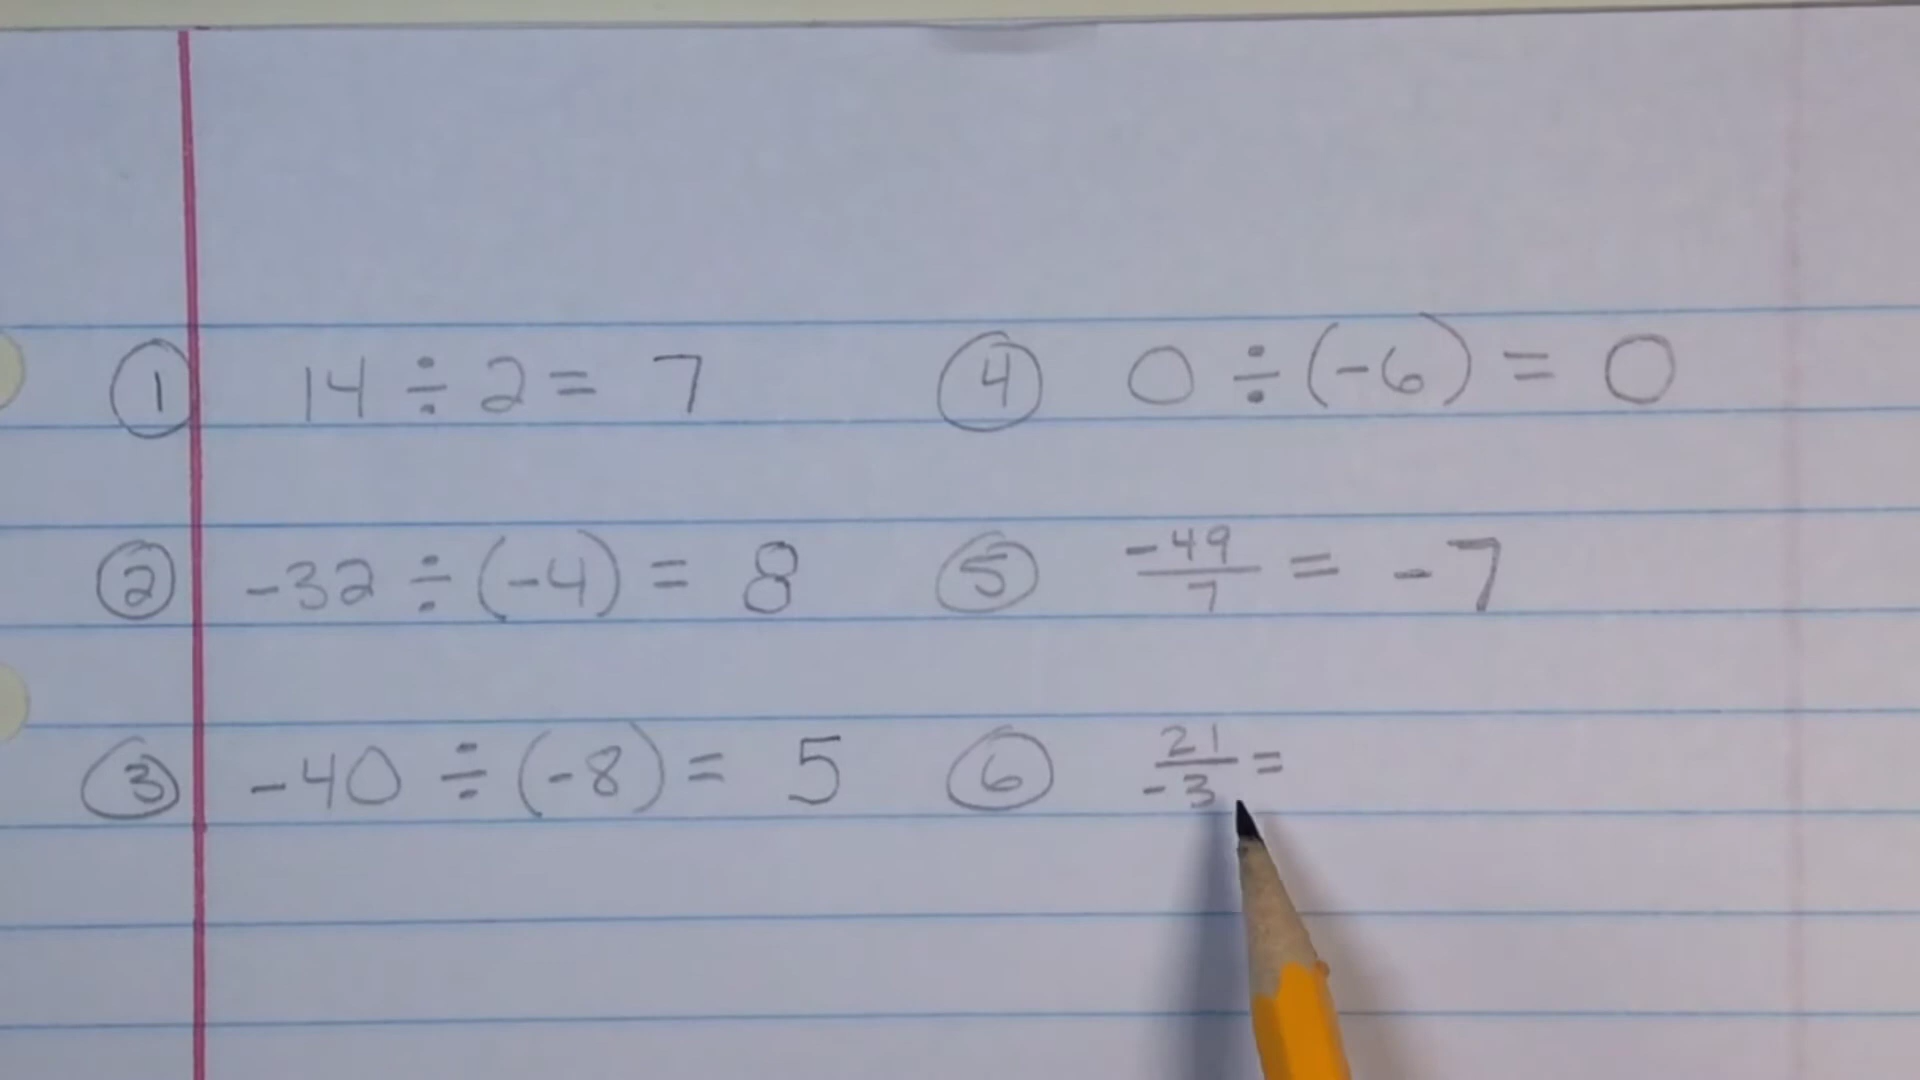 ① 14 ÷ 2 = 7
② -32 ÷ (-4) = 8
③ -40 ÷ (-8) = 5
④ 0 ÷ (-6) = 0
⑤ -49/7 = -7
⑥ 21/-3 =